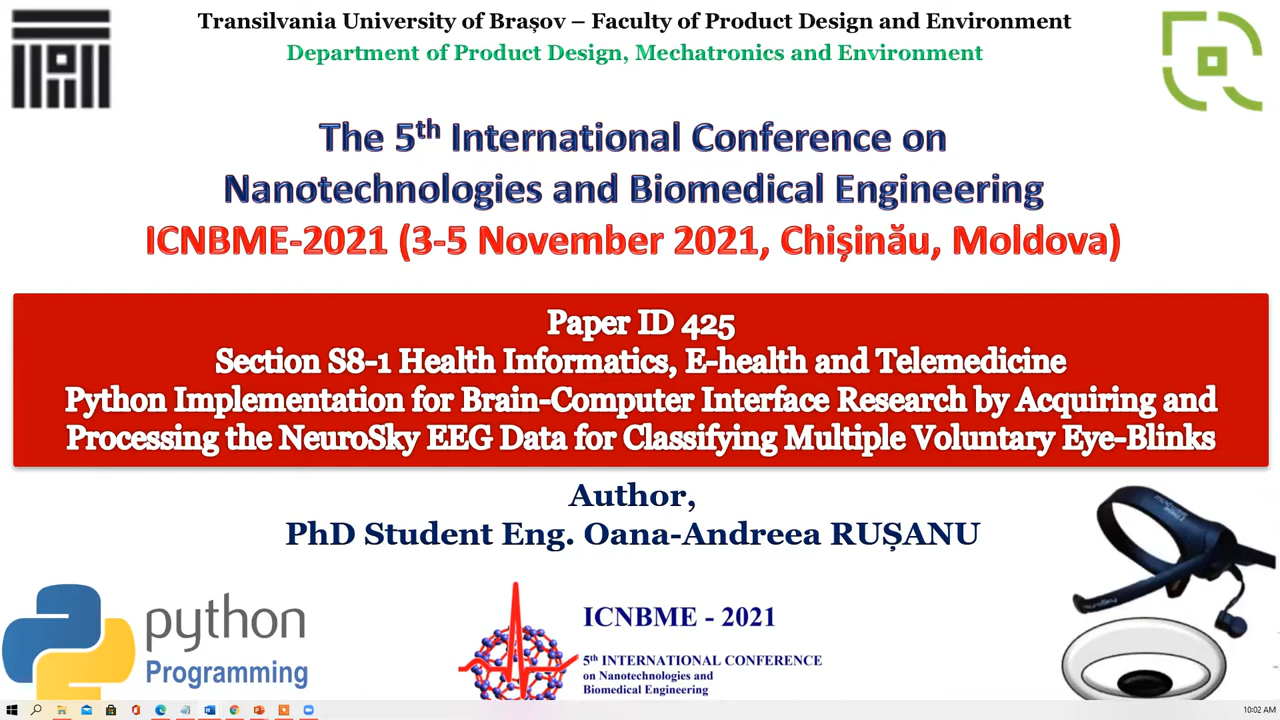 Transilvania University of Brașov – Faculty of Product Design and Environment
Department of Product Design, Mechatronics and Environment
The 5th International Conference on
Nanotechnologies and Biomedical Engineering
ICNBME-2021 (3-5 November 2021, Chișinău, Moldova)
Paper ID 425
Section S8-1 Health Informatics, E-health and Telemedicine
Python Implementation for Brain-Computer Interface Research by Acquiring and
Processing the NeuroSky EEG Data for Classifying Multiple Voluntary Eye-Blinks
Author,
PhD Student Eng. Oana-Andreea RUȘANU
python
Programming
ICNBME - 2021
5th INTERNATIONAL CONFERENCE
on Nanotechnologies and
Biomedical Engineering
10:02 AM